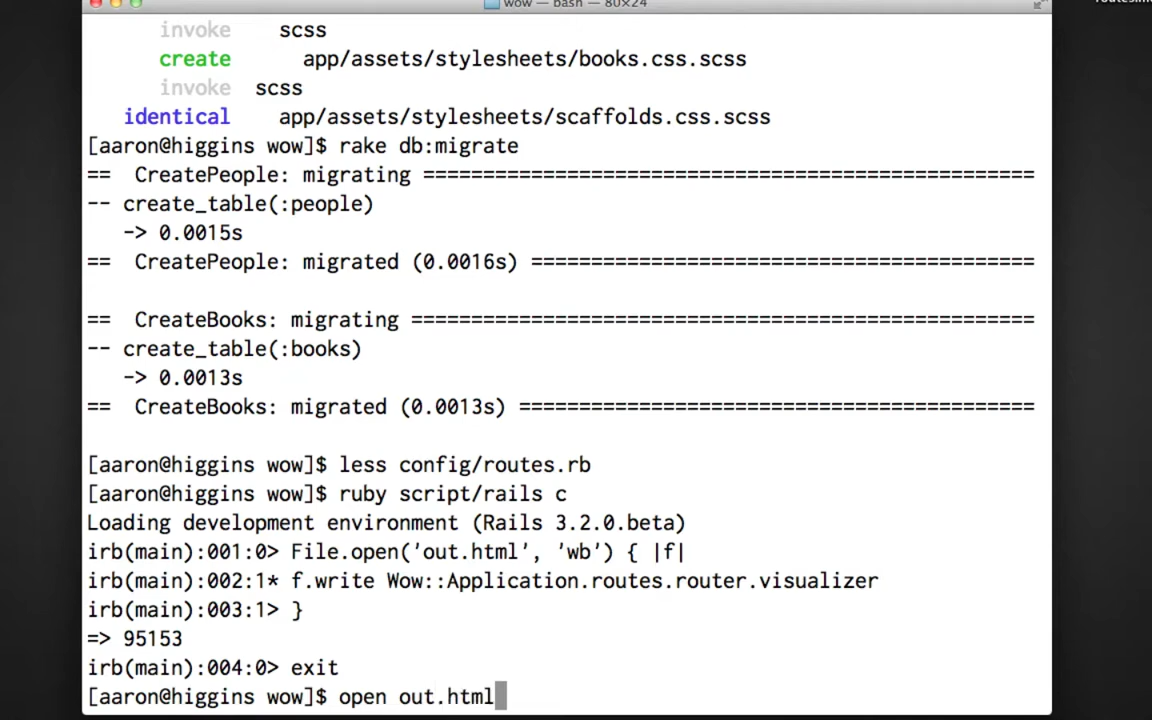 wow — bash — 80×24
invoke scss
create app/assets/stylesheets/books.css.scss
invoke scss
identical app/assets/stylesheets/scaffolds.css.scss
[aaron@higgins wow]$ rake db:migrate
== CreatePeople: migrating ===================================================
-- create_table(:people)
-> 0.0015s
== CreatePeople: migrated (0.0016s) ==========================================
== CreateBooks: migrating ====================================================
-- create_table(:books)
-> 0.0013s
== CreateBooks: migrated (0.0013s) ===========================================
[aaron@higgins wow]$ less config/routes.rb
[aaron@higgins wow]$ ruby script/rails c
Loading development environment (Rails 3.2.0.beta)
irb(main):001:0> File.open('out.html', 'wb') { |f|
irb(main):002:1* f.write Wow::Application.routes.router.visualizer
irb(main):003:1> }
=> 95153
irb(main):004:0> exit
[aaron@higgins wow]$ open out.html